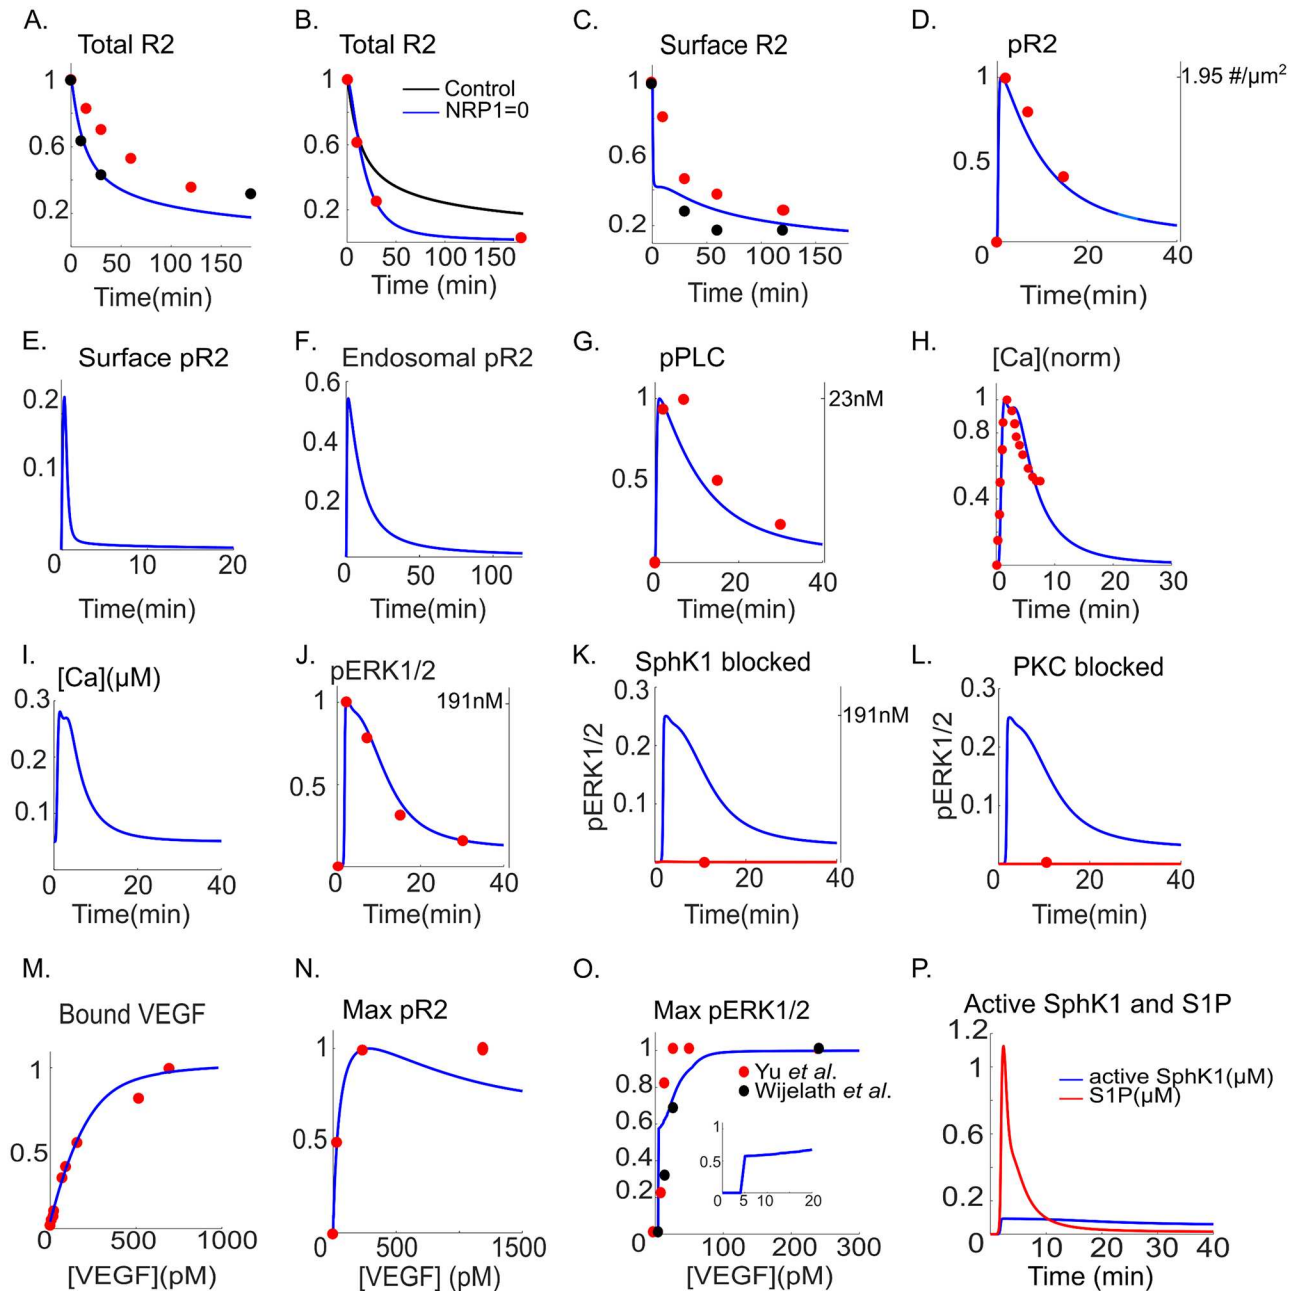 A.
Total R2
1
0.6
0.2
0 50 100 150
Time(min)
B.
Total R2
Control
NRP1=0
1
0.6
0.2
0 50 100 150
Time (min)
C.
Surface R2
1
0.6
0.2
0 50 100 150
Time (min)
D.
pR2
1
0.5
0
1.95 #/µm²
0 20 40
Time(min)
E.
Surface pR2
0.2
0.1
0 10 20
Time(min)
F.
Endosomal pR2
0.6
0.4
0.2
0 50 100
Time(min)
G.
pPLC
1
0.5
0
23nM
0 20 40
Time(min)
H.
[Ca](norm)
1
0.8
0.4
0 10 20 30
Time (min)
I.
[Ca](µM)
0.3
0.2
0.1
0 20 40
Time(min)
J.
pERK1/2
1
0.5
191nM
0 20 40
Time(min)
K.
SphK1 blocked
pERK1/2
0.3
0.2
0.1
191nM
0 20 40
Time(min)
L.
PKC blocked
pERK1/2
0.3
0.2
0.1
0 20 40
Time(min)
M.
Bound VEGF
1
0.5
0 500 1000
[VEGF](pM)
N.
Max pR2
1
0.5
0 500 1500
[VEGF] (pM)
O.
Max pERK1/2
Yu et al.
Wijelath et al.
1
0.8
0.6
0.4
0.2
0
1
0.5
0 5 10 20
0 100 200 300
[VEGF](pM)
P.
Active SphK1 and S1P
active SphK1(µM)
S1P(µM)
1.2
1
0.6
0.2
0
0 10 20 30 40
Time (min)